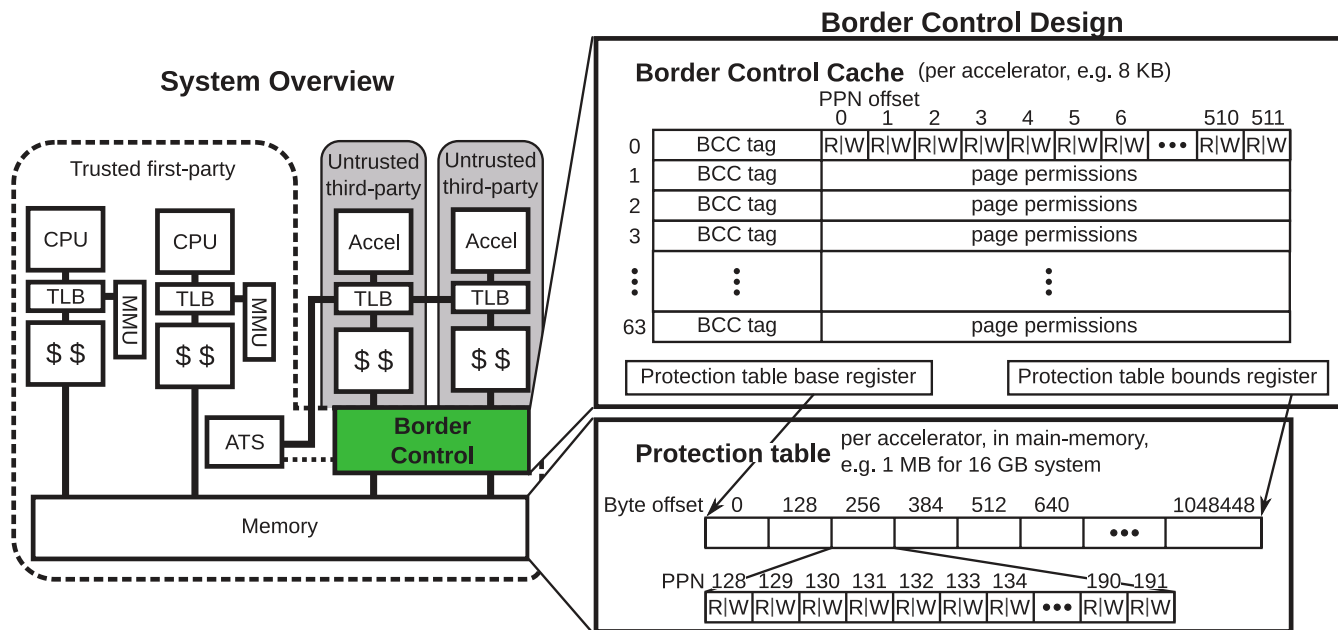 System Overview
Trusted first-party
Untrusted
third-party
Untrusted
third-party
CPU
CPU
Accel
Accel
TLB
MMU
TLB
MMU
TLB
TLB
$ $
$ $
$ $
$ $
ATS
Border
Control
Memory
Border Control Design
Border Control Cache (per accelerator, e.g. 8 KB)
PPN offset
0 1 2 3 4 5 6 510 511
0 BCC tag R|W R|W R|W R|W R|W R|W R|W ••• R|W R|W
1 BCC tag page permissions
2 BCC tag page permissions
3 BCC tag page permissions
63 BCC tag page permissions
Protection table base register
Protection table bounds register
Protection table per accelerator, in main-memory,
e.g. 1 MB for 16 GB system
Byte offset 0 128 256 384 512 640 1048448
•••
PPN 128 129 130 131 132 133 134 190 191
R|W R|W R|W R|W R|W R|W R|W ••• R|W R|W